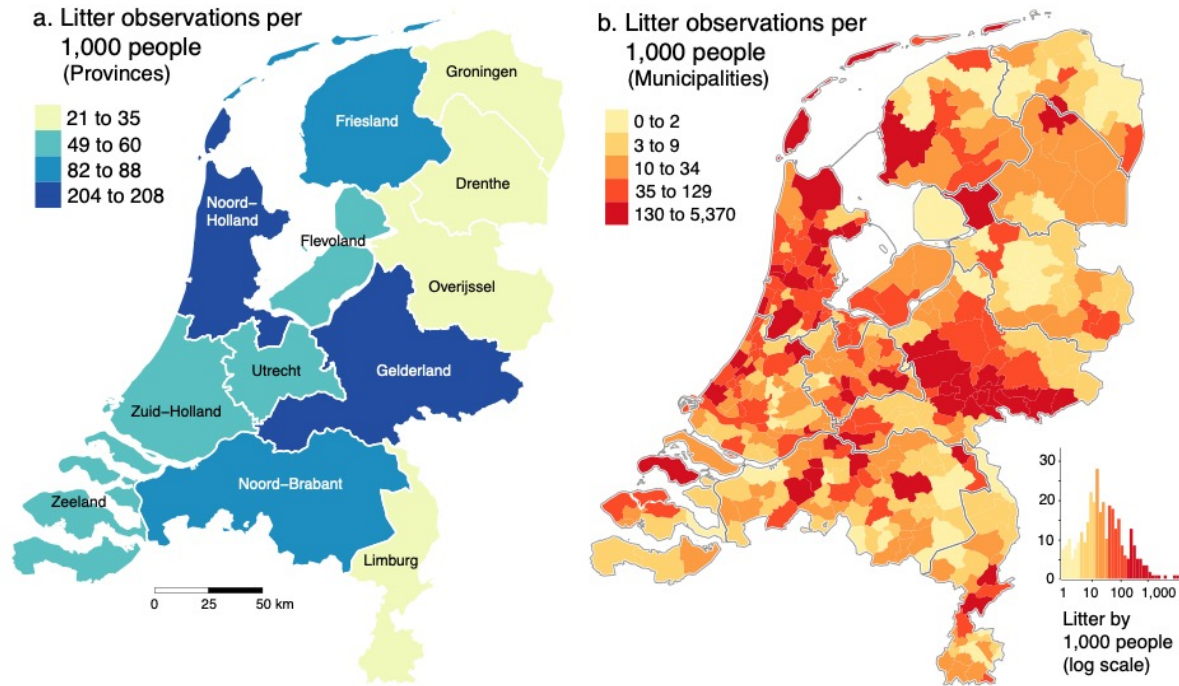 a. Litter observations per
1,000 people
(Provinces)
21 to 35
49 to 60
82 to 88
204 to 208
Groningen
Friesland
Drenthe
Noord–
Holland
Flevoland
Overijssel
Utrecht
Gelderland
Zuid–Holland
Noord–Brabant
Zeeland
Limburg
0 25 50 km
b. Litter observations per
1,000 people
(Municipalities)
0 to 2
3 to 9
10 to 34
35 to 129
130 to 5,370
30
20
10
0
1 10 100 1,000
Litter by
1,000 people
(log scale)